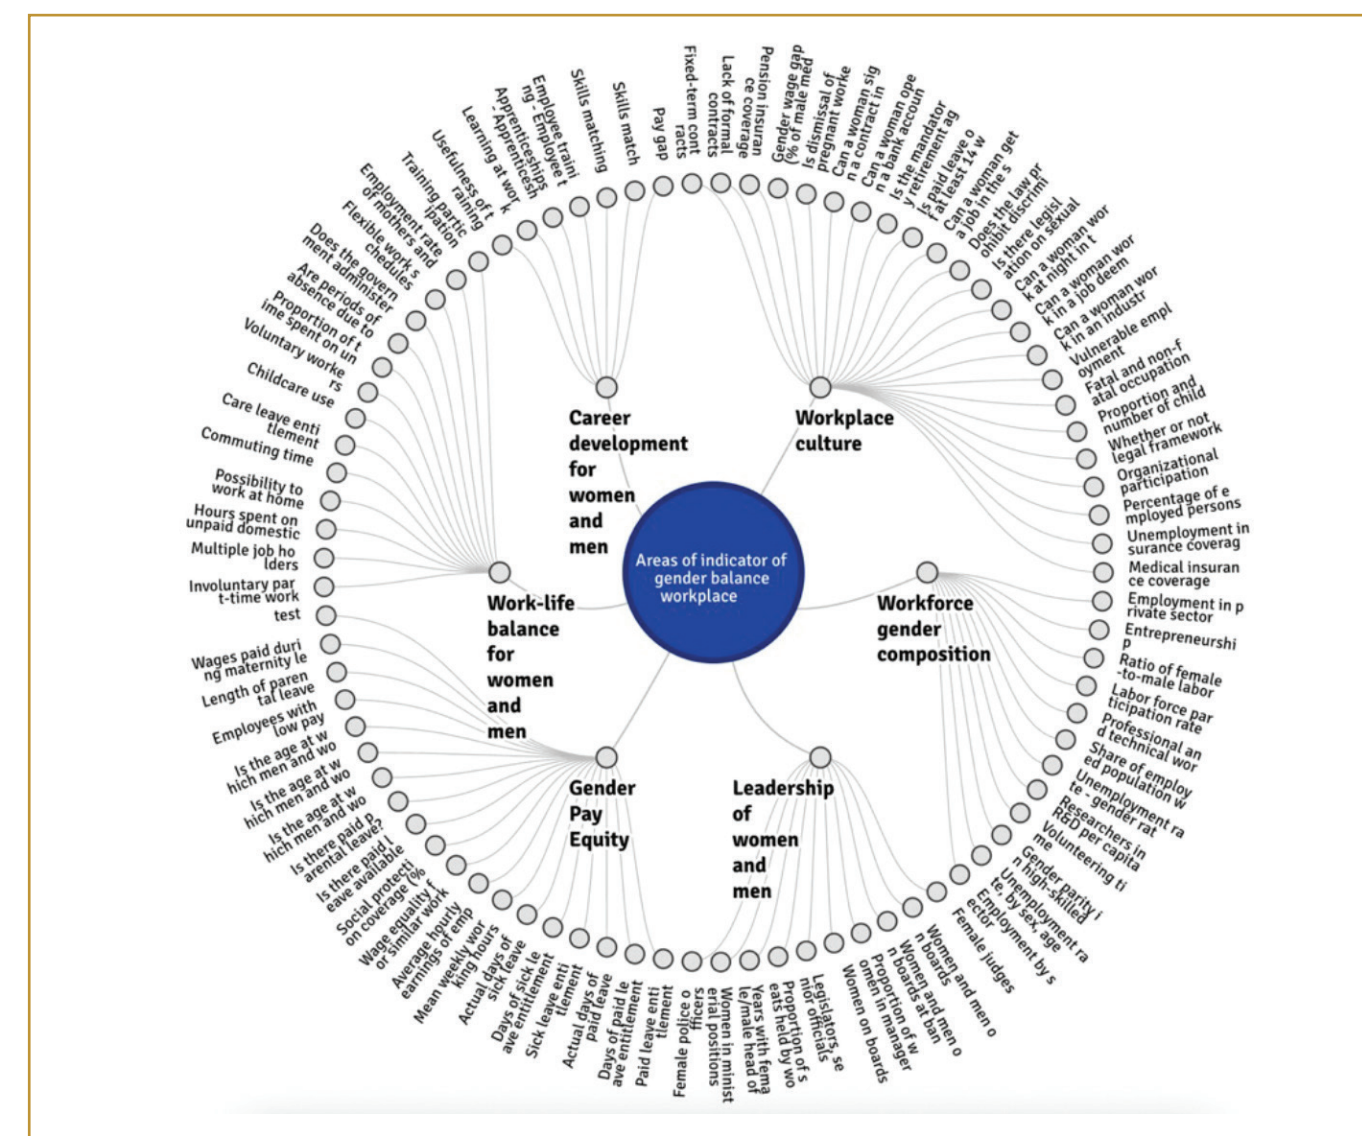 Areas of indicator of
gender balance
workplace
Career
development
for
women
and
men
Workplace
culture
Workforce
gender
composition
Leadership
of
women
and
men
Gender
Pay
Equity
Work-life
balance
for
women
and
men
Fixed-term cont
racts
Lack of formal
contracts
Pension insuran
ce coverage
Gender wage gap
(% of male med
Is dismissal of
pregnant worke
Can a woman sig
n a contract in
Can a woman ope
n a bank accoun
Is the mandator
y retirement ag
Is paid leave o
f at least 14 w
Can a woman get
a job in the s
Does the law pr
ohibit discrimi
Is there legisl
ation on sexual
Can a woman wor
k at night in t
Can a woman wor
k in a job deem
Can a woman wor
k in an industr
Vulnerable empl
oyment
Fatal and non-f
atal occupation
Proportion and
number of child
Whether or not
legal framework
Organizational
participation
Percentage of e
mployed persons
Unemployment in
surance coverag
Medical insuran
ce coverage
Employment in p
rivate sector
Entrepreneurshi
p
Ratio of female
-to-male labor
Labor force par
ticipation rate
Professional an
d technical wor
Share of employ
ed population w
Unemployment ra
te - gender rat
Researchers in
R&D per capita
Volunteering ti
me
Gender parity i
n high-skilled
Unemployment ra
te, by sex, age
Employment by s
ector
Female judges
Women and men o
n boards
Women and men o
n boards at ban
Proportion of w
omen in manager
Women on boards
Legislators, se
nior officials
Proportion of s
eats held by wo
Years with fema
le/male head of
Women in minist
erial positions
Female police o
fficers
Paid leave enti
tlement
Days of paid le
ave entitlement
Actual days of
paid leave
Sick leave enti
tlement
Days of sick le
ave entitlement
Actual days of
sick leave
Mean weekly wor
king hours
Average hourly
earnings of emp
Wage equality f
or similar work
Social protecti
on coverage (%
Is there paid l
eave available
Is there paid p
arental leave?
Is the age at w
hich men and wo
Is the age at w
hich men and wo
Is the age at w
hich men and wo
Employees with
low pay
Length of paren
tal leave
Wages paid duri
ng maternity le
test
Involuntary par
t-time work
Multiple job ho
lders
Hours spent on
unpaid domestic
Possibility to
work at home
Commuting time
Care leave enti
tlement
Childcare use
Voluntary worke
rs
Proportion of t
ime spent on un
Are periods of
absence due to
Does the govern
ment administer
Flexible work s
chedules
Employment rate
of mothers and
Training partic
ipation
Usefulness of t
raining
Learning at wor
k
Apprenticeships
- Apprenticesh
Employee traini
ng - Employee t
Skills matching
Skills match
Pay gap